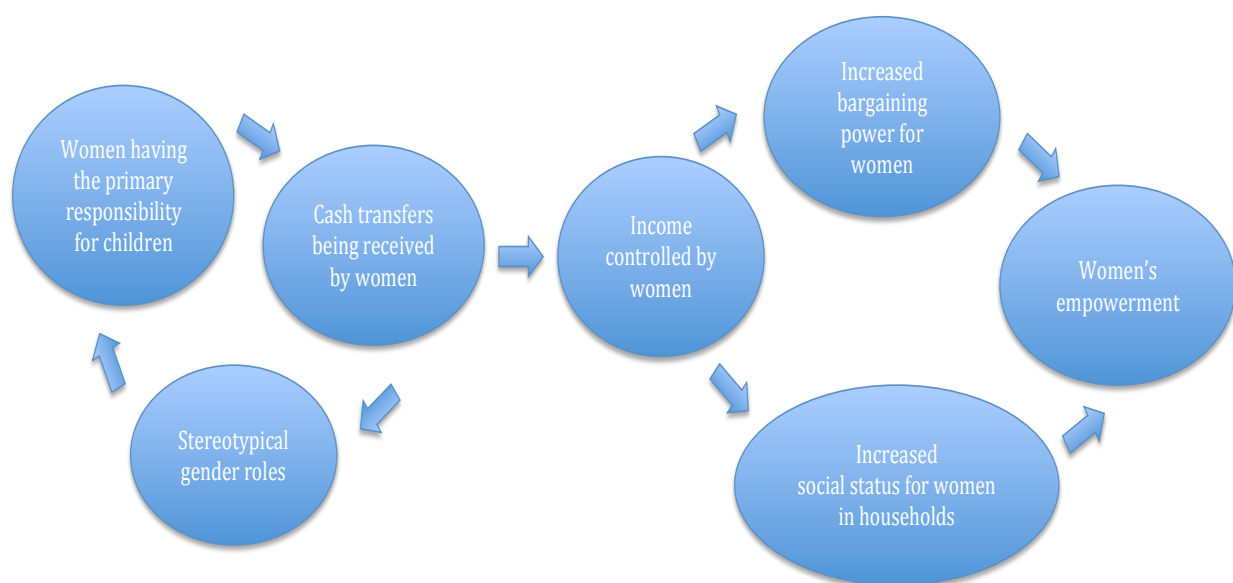 Women having
the primary
responsibility
for children
Cash transfers
being received
by women
Stereotypical
gender roles
Income
controlled by
women
Increased
bargaining
power for
women
Increased
social status for women
in households
Women’s
empowerment